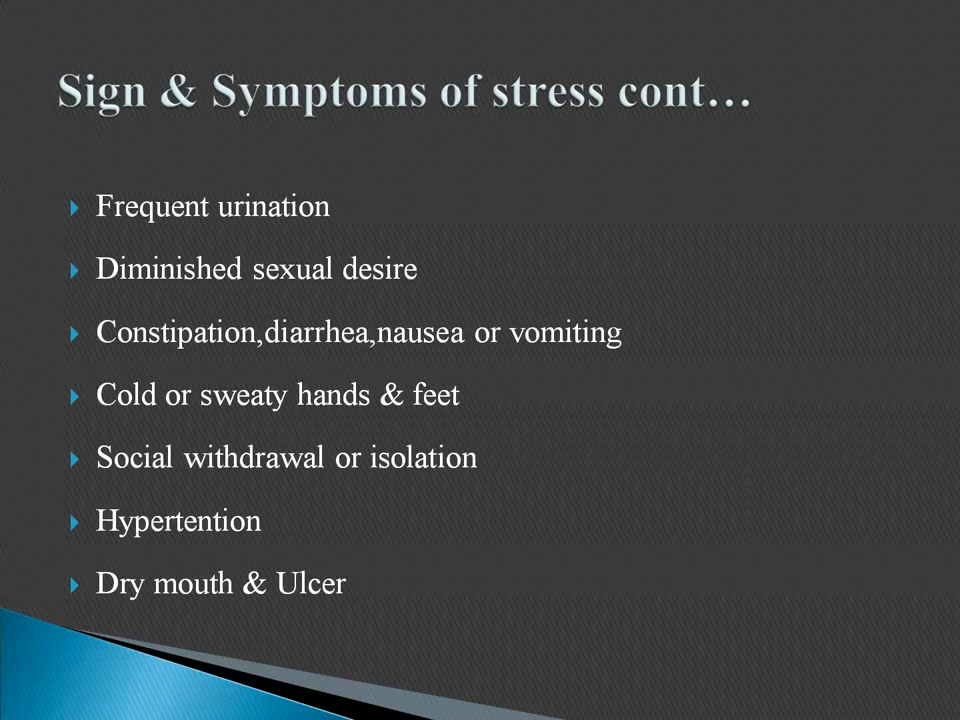 Sign & Symptoms of stress cont…
Frequent urination
Diminished sexual desire
Constipation,diarrhea,nausea or vomiting
Cold or sweaty hands & feet
Social withdrawal or isolation
Hypertention
Dry mouth & Ulcer